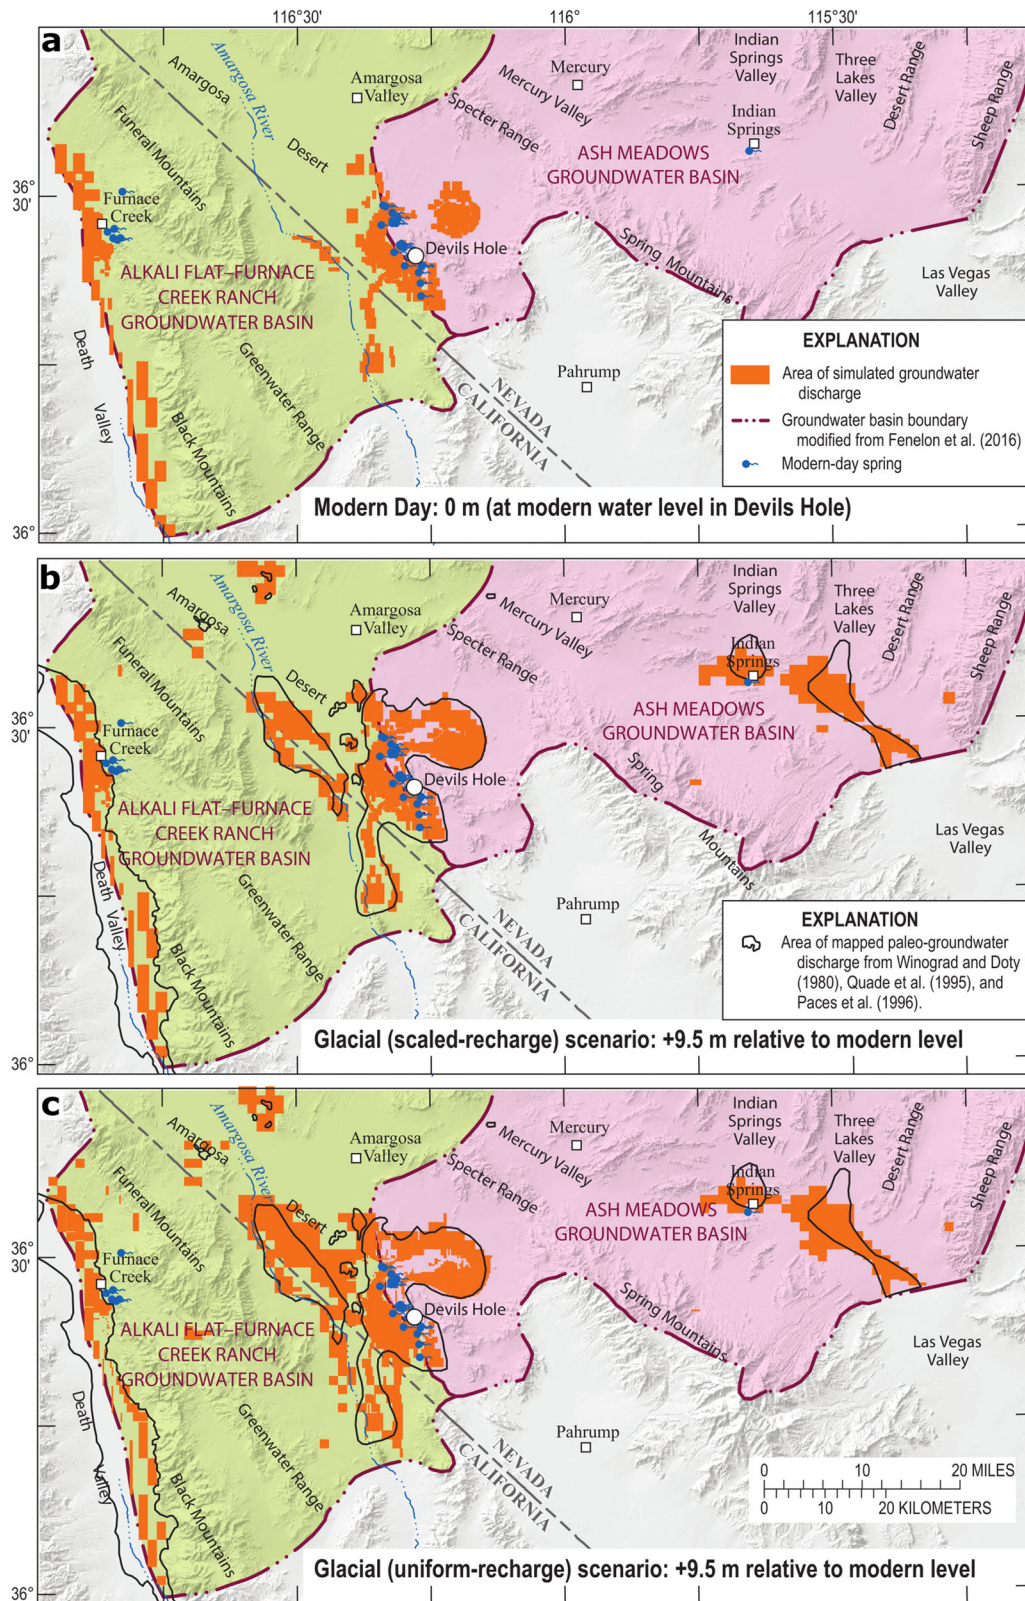 116°30'
116°
115°30'
a
Amargosa
Amargosa River
Amargosa
Valley
Desert
Funeral Mountains
Mercury
Mercury Valley
Specter Range
Indian
Springs
Valley
Three
Lakes
Valley
Desert Range
Sheep Range
Indian
Springs
ASH MEADOWS
GROUNDWATER BASIN
36°
30'
Furnace
Creek
Devils Hole
Spring Mountains
Las Vegas
Valley
ALKALI FLAT–FURNACE
CREEK RANCH
GROUNDWATER BASIN
Death
Valley
Greenwater Range
Black Mountains
NEVADA
CALIFORNIA
Pahrump
EXPLANATION
Area of simulated groundwater
discharge
Groundwater basin boundary
modified from Fenelon et al. (2016)
Modern-day spring
36°
Modern Day: 0 m (at modern water level in Devils Hole)
b
Amargosa
Amargosa River
Amargosa
Valley
Desert
Funeral Mountains
Mercury
Mercury Valley
Specter Range
Indian
Springs
Valley
Three
Lakes
Valley
Desert Range
Sheep Range
Indian
Springs
ASH MEADOWS
GROUNDWATER BASIN
36°
30'
Furnace
Creek
Devils Hole
Spring
Mountains
Las Vegas
Valley
ALKALI FLAT–FURNACE
CREEK RANCH
GROUNDWATER BASIN
Death Valley
Greenwater Range
Black Mountains
NEVADA
CALIFORNIA
Pahrump
EXPLANATION
Area of mapped paleo-groundwater
discharge from Winograd and Doty
(1980), Quade et al. (1995), and
Paces et al. (1996).
36°
Glacial (scaled-recharge) scenario: +9.5 m relative to modern level
c
Amargosa
Amargosa River
Amargosa
Valley
Desert
Funeral Mountains
Mercury
Mercury Valley
Specter Range
Indian
Springs
Valley
Three
Lakes
Valley
Desert Range
Sheep Range
Indian
Springs
ASH MEADOWS
GROUNDWATER BASIN
36°
30'
Furnace
Creek
Devils Hole
Spring Mountains
Las Vegas
Valley
ALKALI FLAT–FURNACE
CREEK RANCH
GROUNDWATER BASIN
Death
Valley
Greenwater Range
Black Mountains
NEVADA
CALIFORNIA
Pahrump
0 10 20 MILES
0 10 20 KILOMETERS
36°
Glacial (uniform-recharge) scenario: +9.5 m relative to modern level